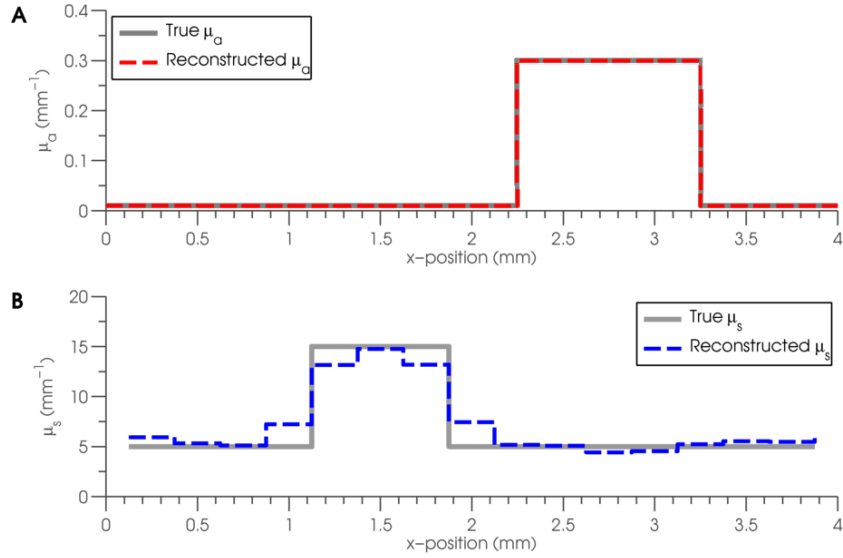 A
True μa
Reconstructed μa
0.4
0.3
0.2
0.1
0
μa (mm−1)
0 0.5 1 1.5 2 2.5 3 3.5 4
x−position (mm)
B
True μs
Reconstructed μs
20
15
10
5
0
μs (mm−1)
0 0.5 1 1.5 2 2.5 3 3.5 4
x−position (mm)